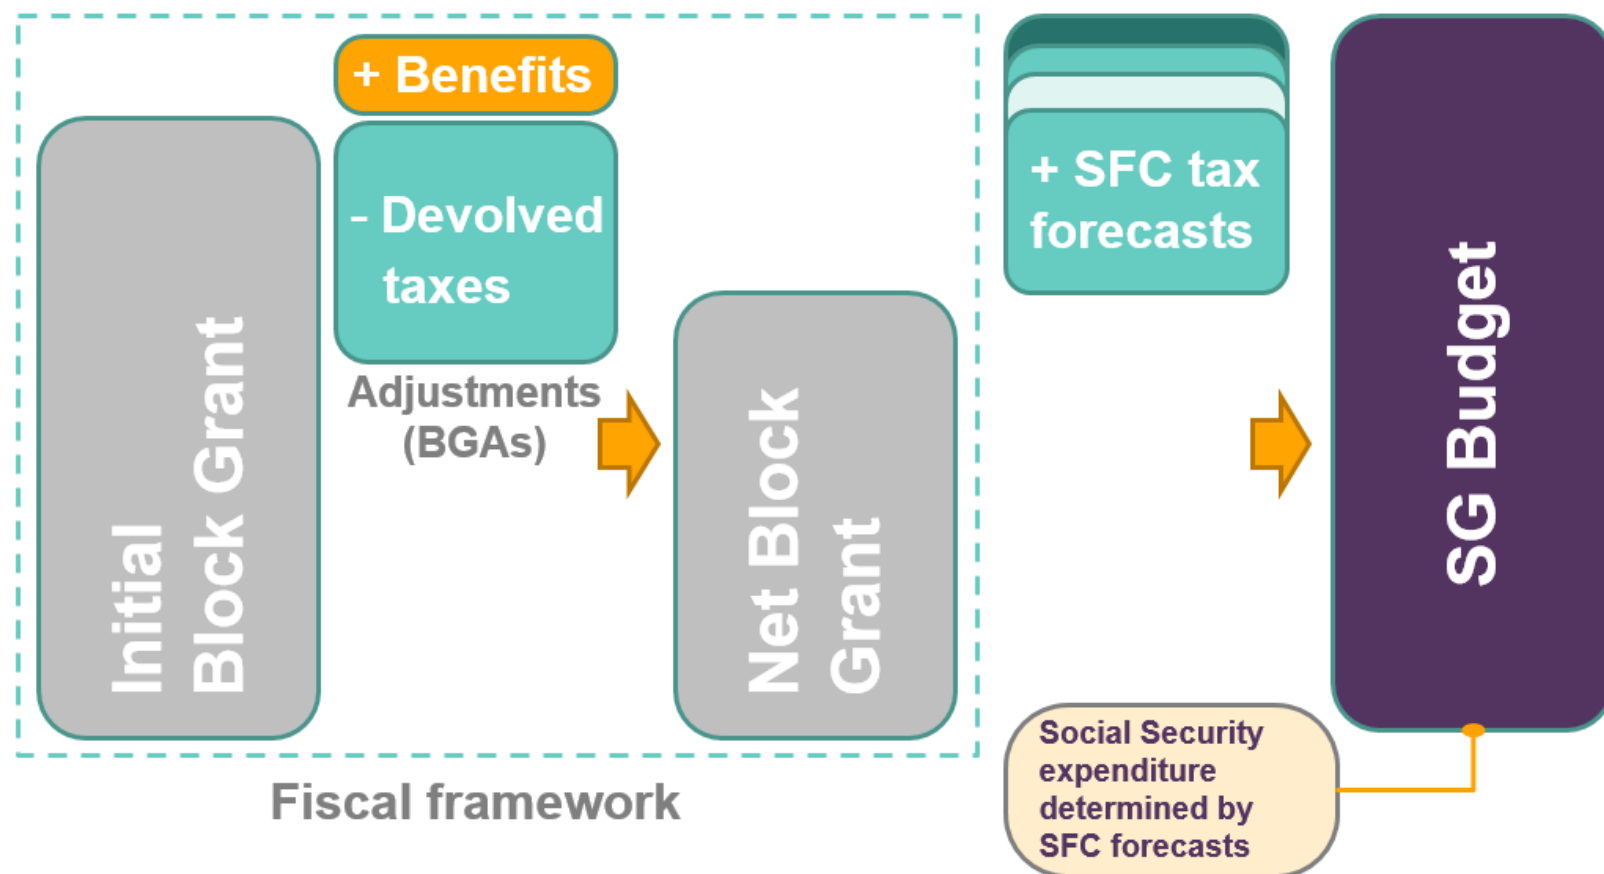 + Benefits
- Devolved
taxes
Adjustments
(BGAs)
Initial
Block Grant
Net Block
Grant
Fiscal framework
+ SFC tax
forecasts
SG Budget
Social Security
expenditure
determined by
SFC forecasts